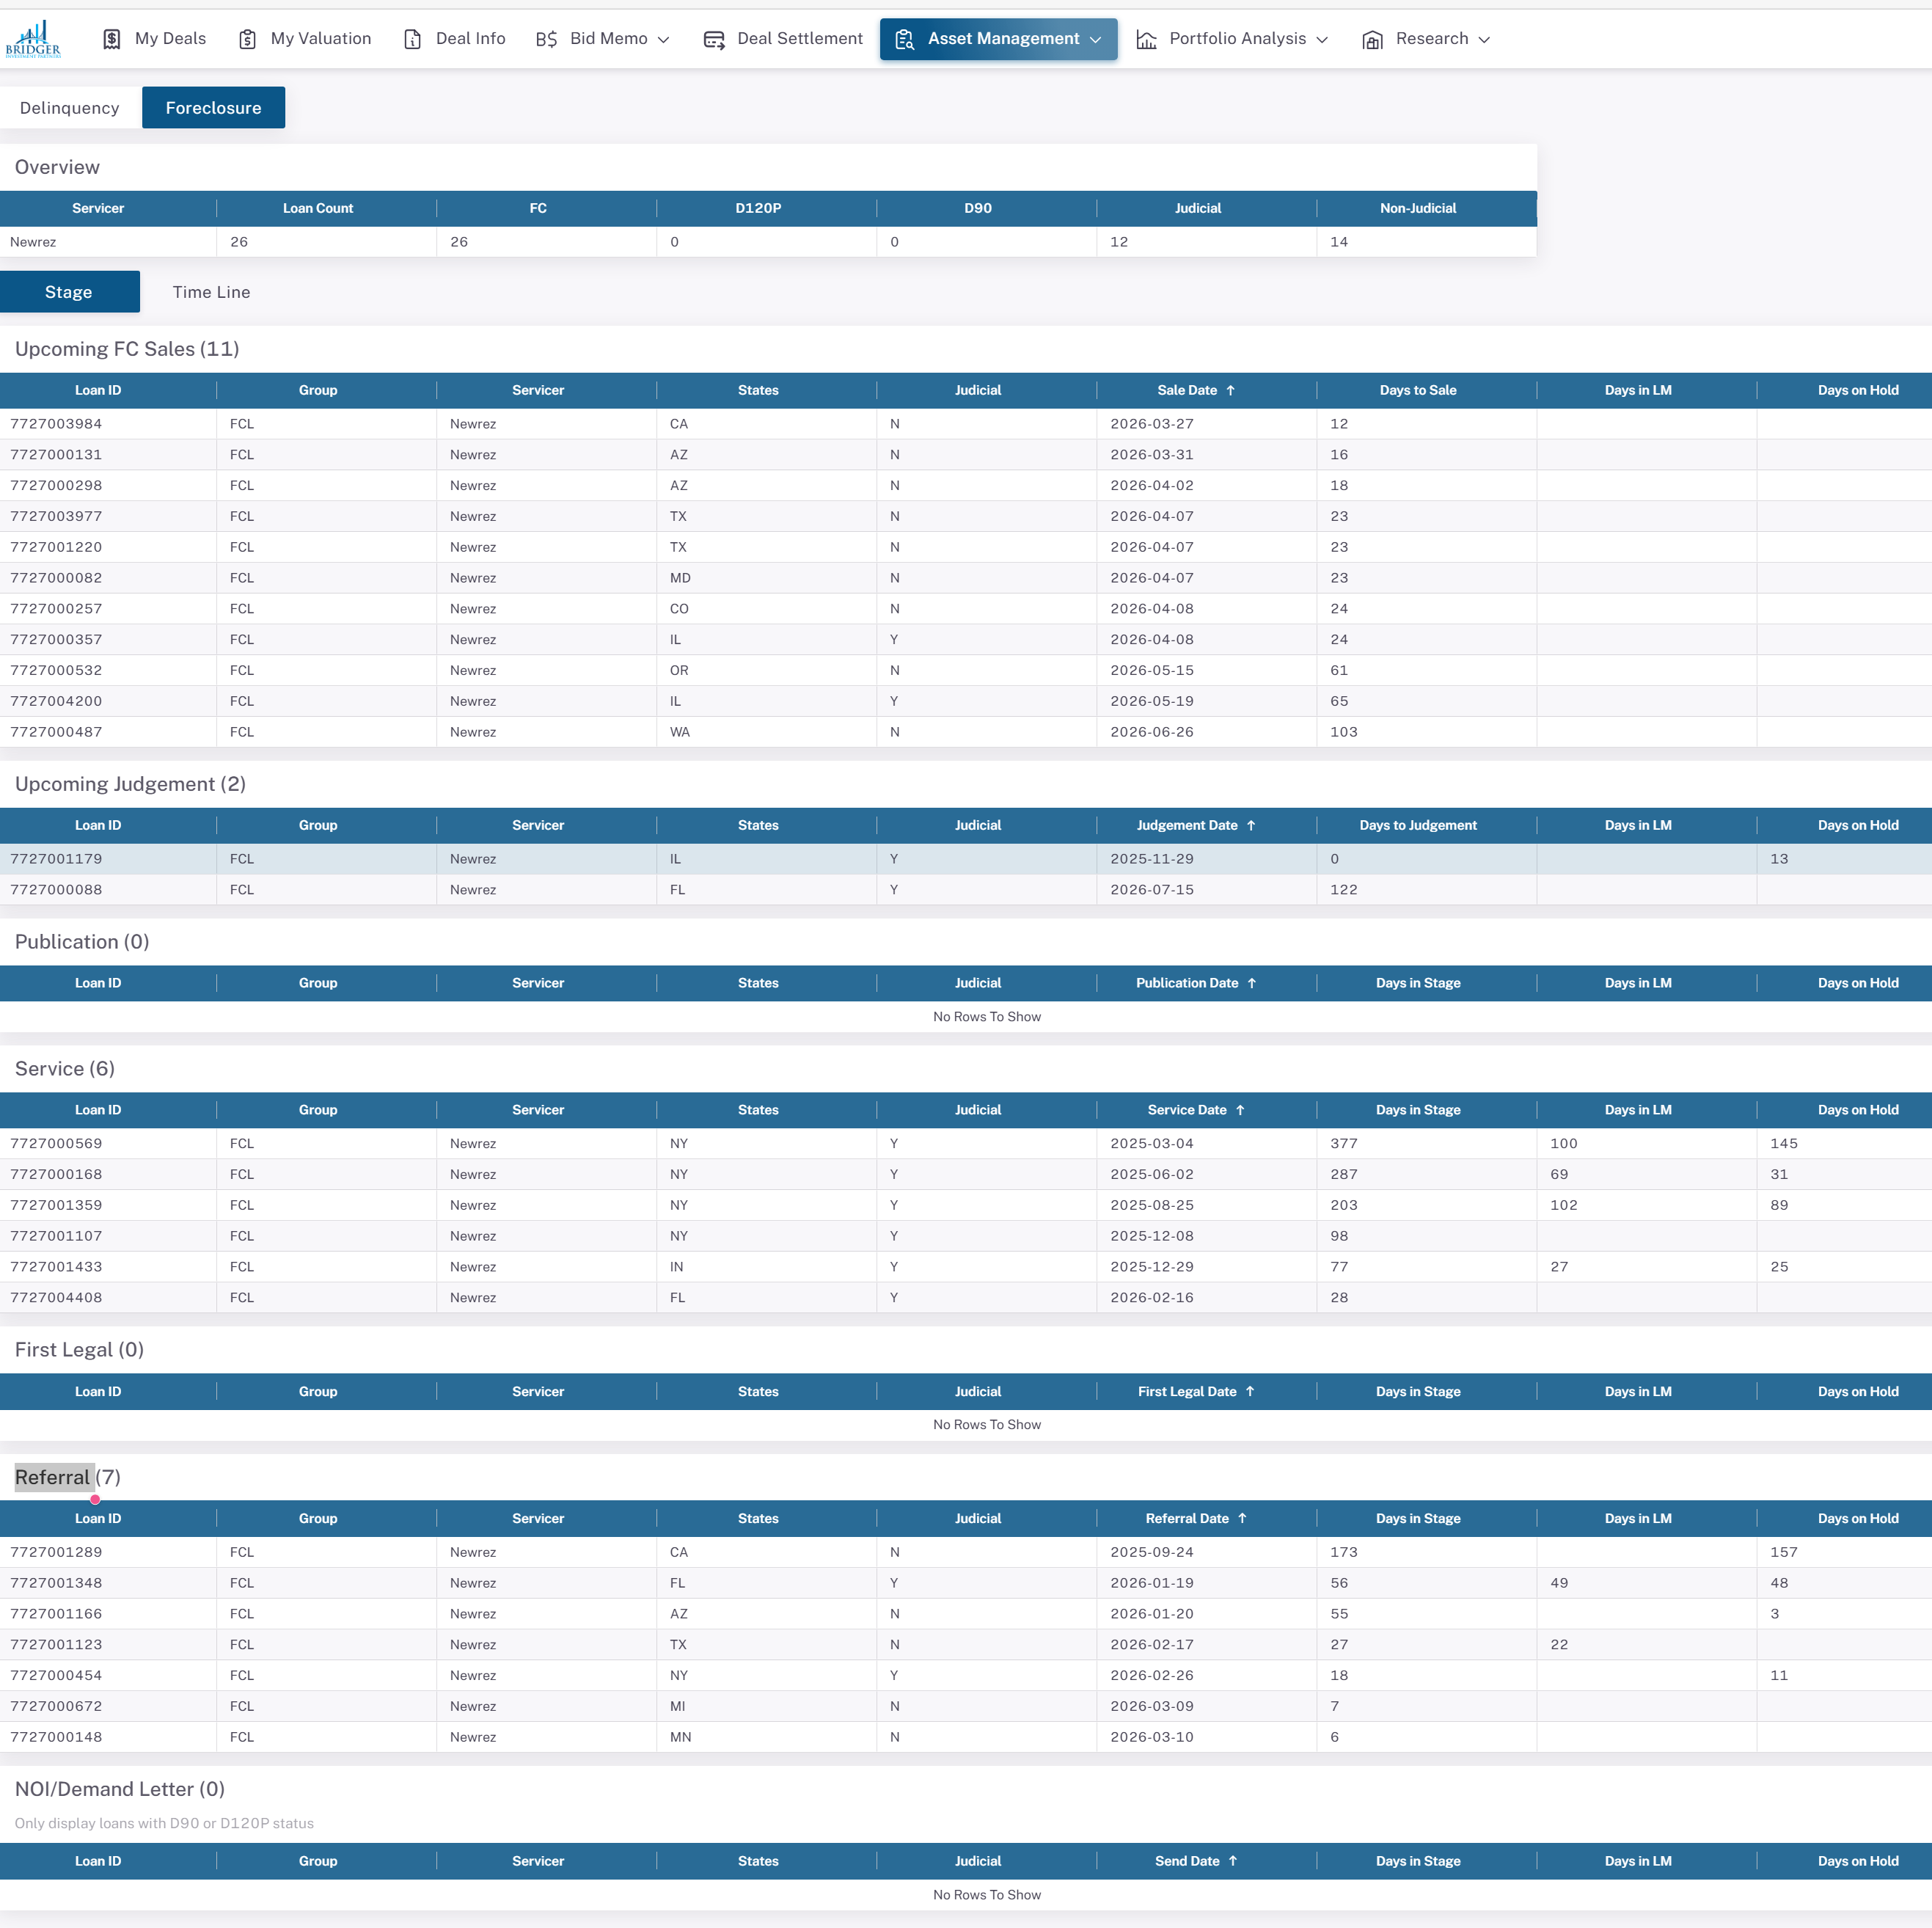 BRIDGER
INVESTMENT PARTNERS
My Deals My Valuation Deal Info Bid Memo Deal Settlement Asset Management Portfolio Analysis Research
Delinquency Foreclosure
Overview
Servicer Loan Count FC D120P D90 Judicial Non-Judicial
Newrez 26 26 0 0 12 14
Stage Time Line
Upcoming FC Sales (11)
Loan ID Group Servicer States Judicial Sale Date ↑ Days to Sale Days in LM Days on Hold
7727003984 FCL Newrez CA N 2026-03-27 12
7727000131 FCL Newrez AZ N 2026-03-31 16
7727000298 FCL Newrez AZ N 2026-04-02 18
7727003977 FCL Newrez TX N 2026-04-07 23
7727001220 FCL Newrez TX N 2026-04-07 23
7727000082 FCL Newrez MD N 2026-04-07 23
7727000257 FCL Newrez CO N 2026-04-08 24
7727000357 FCL Newrez IL Y 2026-04-08 24
7727000532 FCL Newrez OR N 2026-05-15 61
7727004200 FCL Newrez IL Y 2026-05-19 65
7727000487 FCL Newrez WA N 2026-06-26 103
Upcoming Judgement (2)
Loan ID Group Servicer States Judicial Judgement Date ↑ Days to Judgement Days in LM Days on Hold
7727001179 FCL Newrez IL Y 2025-11-29 0 13
7727000088 FCL Newrez FL Y 2026-07-15 122
Publication (0)
Loan ID Group Servicer States Judicial Publication Date ↑ Days in Stage Days in LM Days on Hold
No Rows To Show
Service (6)
Loan ID Group Servicer States Judicial Service Date ↑ Days in Stage Days in LM Days on Hold
7727000569 FCL Newrez NY Y 2025-03-04 377 100 145
7727000168 FCL Newrez NY Y 2025-06-02 287 69 31
7727001359 FCL Newrez NY Y 2025-08-25 203 102 89
7727001107 FCL Newrez NY Y 2025-12-08 98
7727001433 FCL Newrez IN Y 2025-12-29 77 27 25
7727004408 FCL Newrez FL Y 2026-02-16 28
First Legal (0)
Loan ID Group Servicer States Judicial First Legal Date ↑ Days in Stage Days in LM Days on Hold
No Rows To Show
Referral (7)
Loan ID Group Servicer States Judicial Referral Date ↑ Days in Stage Days in LM Days on Hold
7727001289 FCL Newrez CA N 2025-09-24 173 157
7727001348 FCL Newrez FL Y 2026-01-19 56 49 48
7727001166 FCL Newrez AZ N 2026-01-20 55 3
7727001123 FCL Newrez TX N 2026-02-17 27 22
7727000454 FCL Newrez NY Y 2026-02-26 18 11
7727000672 FCL Newrez MI N 2026-03-09 7
7727000148 FCL Newrez MN N 2026-03-10 6
NOI/Demand Letter (0)
Only display loans with D90 or D120P status
Loan ID Group Servicer States Judicial Send Date ↑ Days in Stage Days in LM Days on Hold
No Rows To Show